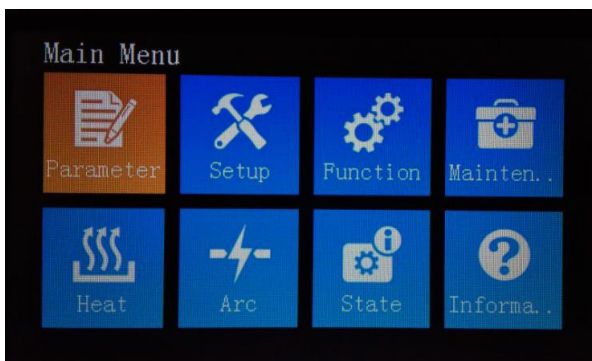 Main Menu
Parameter Setup Function Mainten..
Heat Arc State Informa..